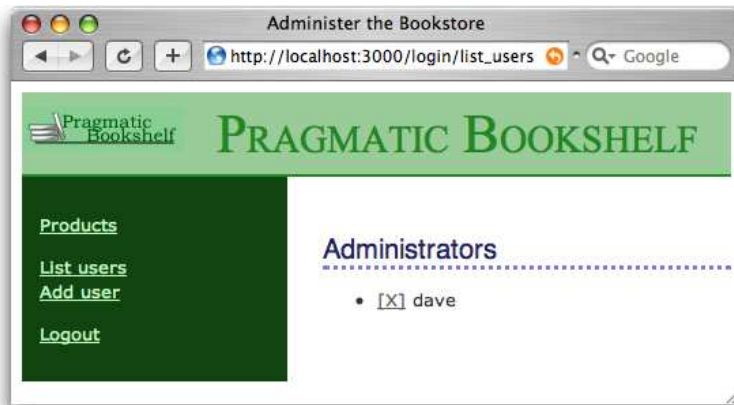 Administer the Bookstore
http://localhost:3000/login/list_users
Google
Pragmatic
Bookshelf
PRAGMATIC BOOKSHELF
Products
List users
Add user
Logout
Administrators
[X] dave